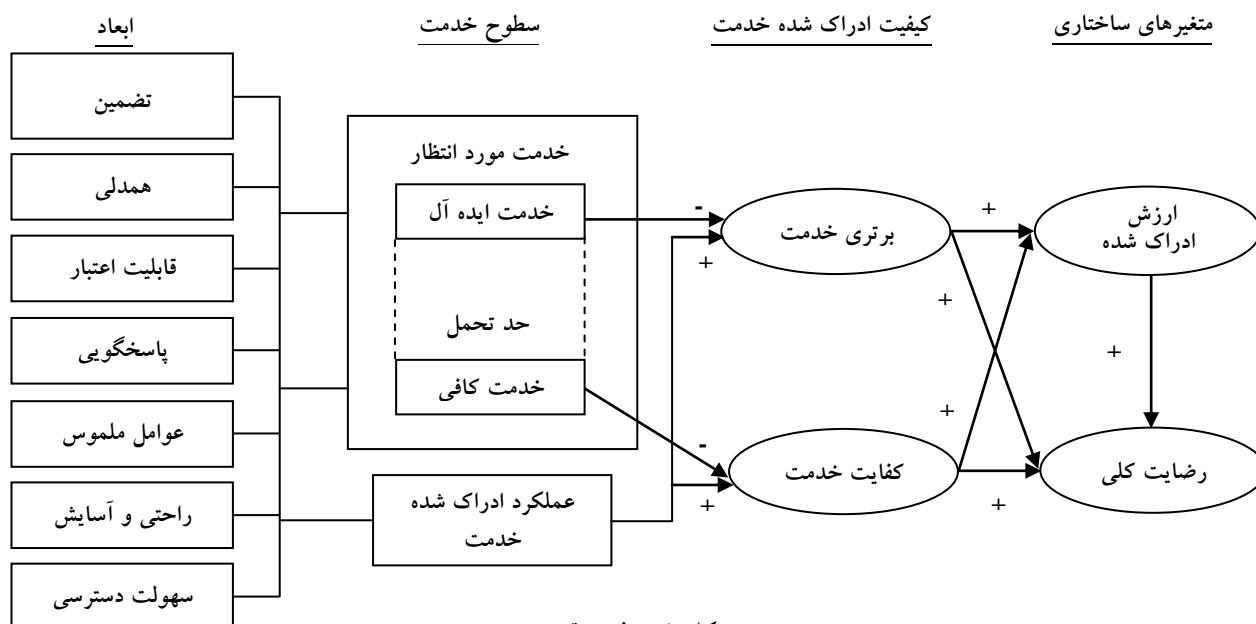 متغیرهای ساختاری
کیفیت ادراک شده خدمت
سطوح خدمت
ابعاد
تضمین
همدلی
قابلیت اعتبار
پاسخگویی
عوامل ملموس
راحتی و آسایش
سهولت دسترسی
خدمت مورد انتظار
خدمت ایده آل
حد تحمل
خدمت کافی
عملکرد ادراک شده
خدمت
-
+
برتری خدمت
-
+
کفایت خدمت
+
+
+
+
ارزش
ادراک شده
+
رضایت کلی